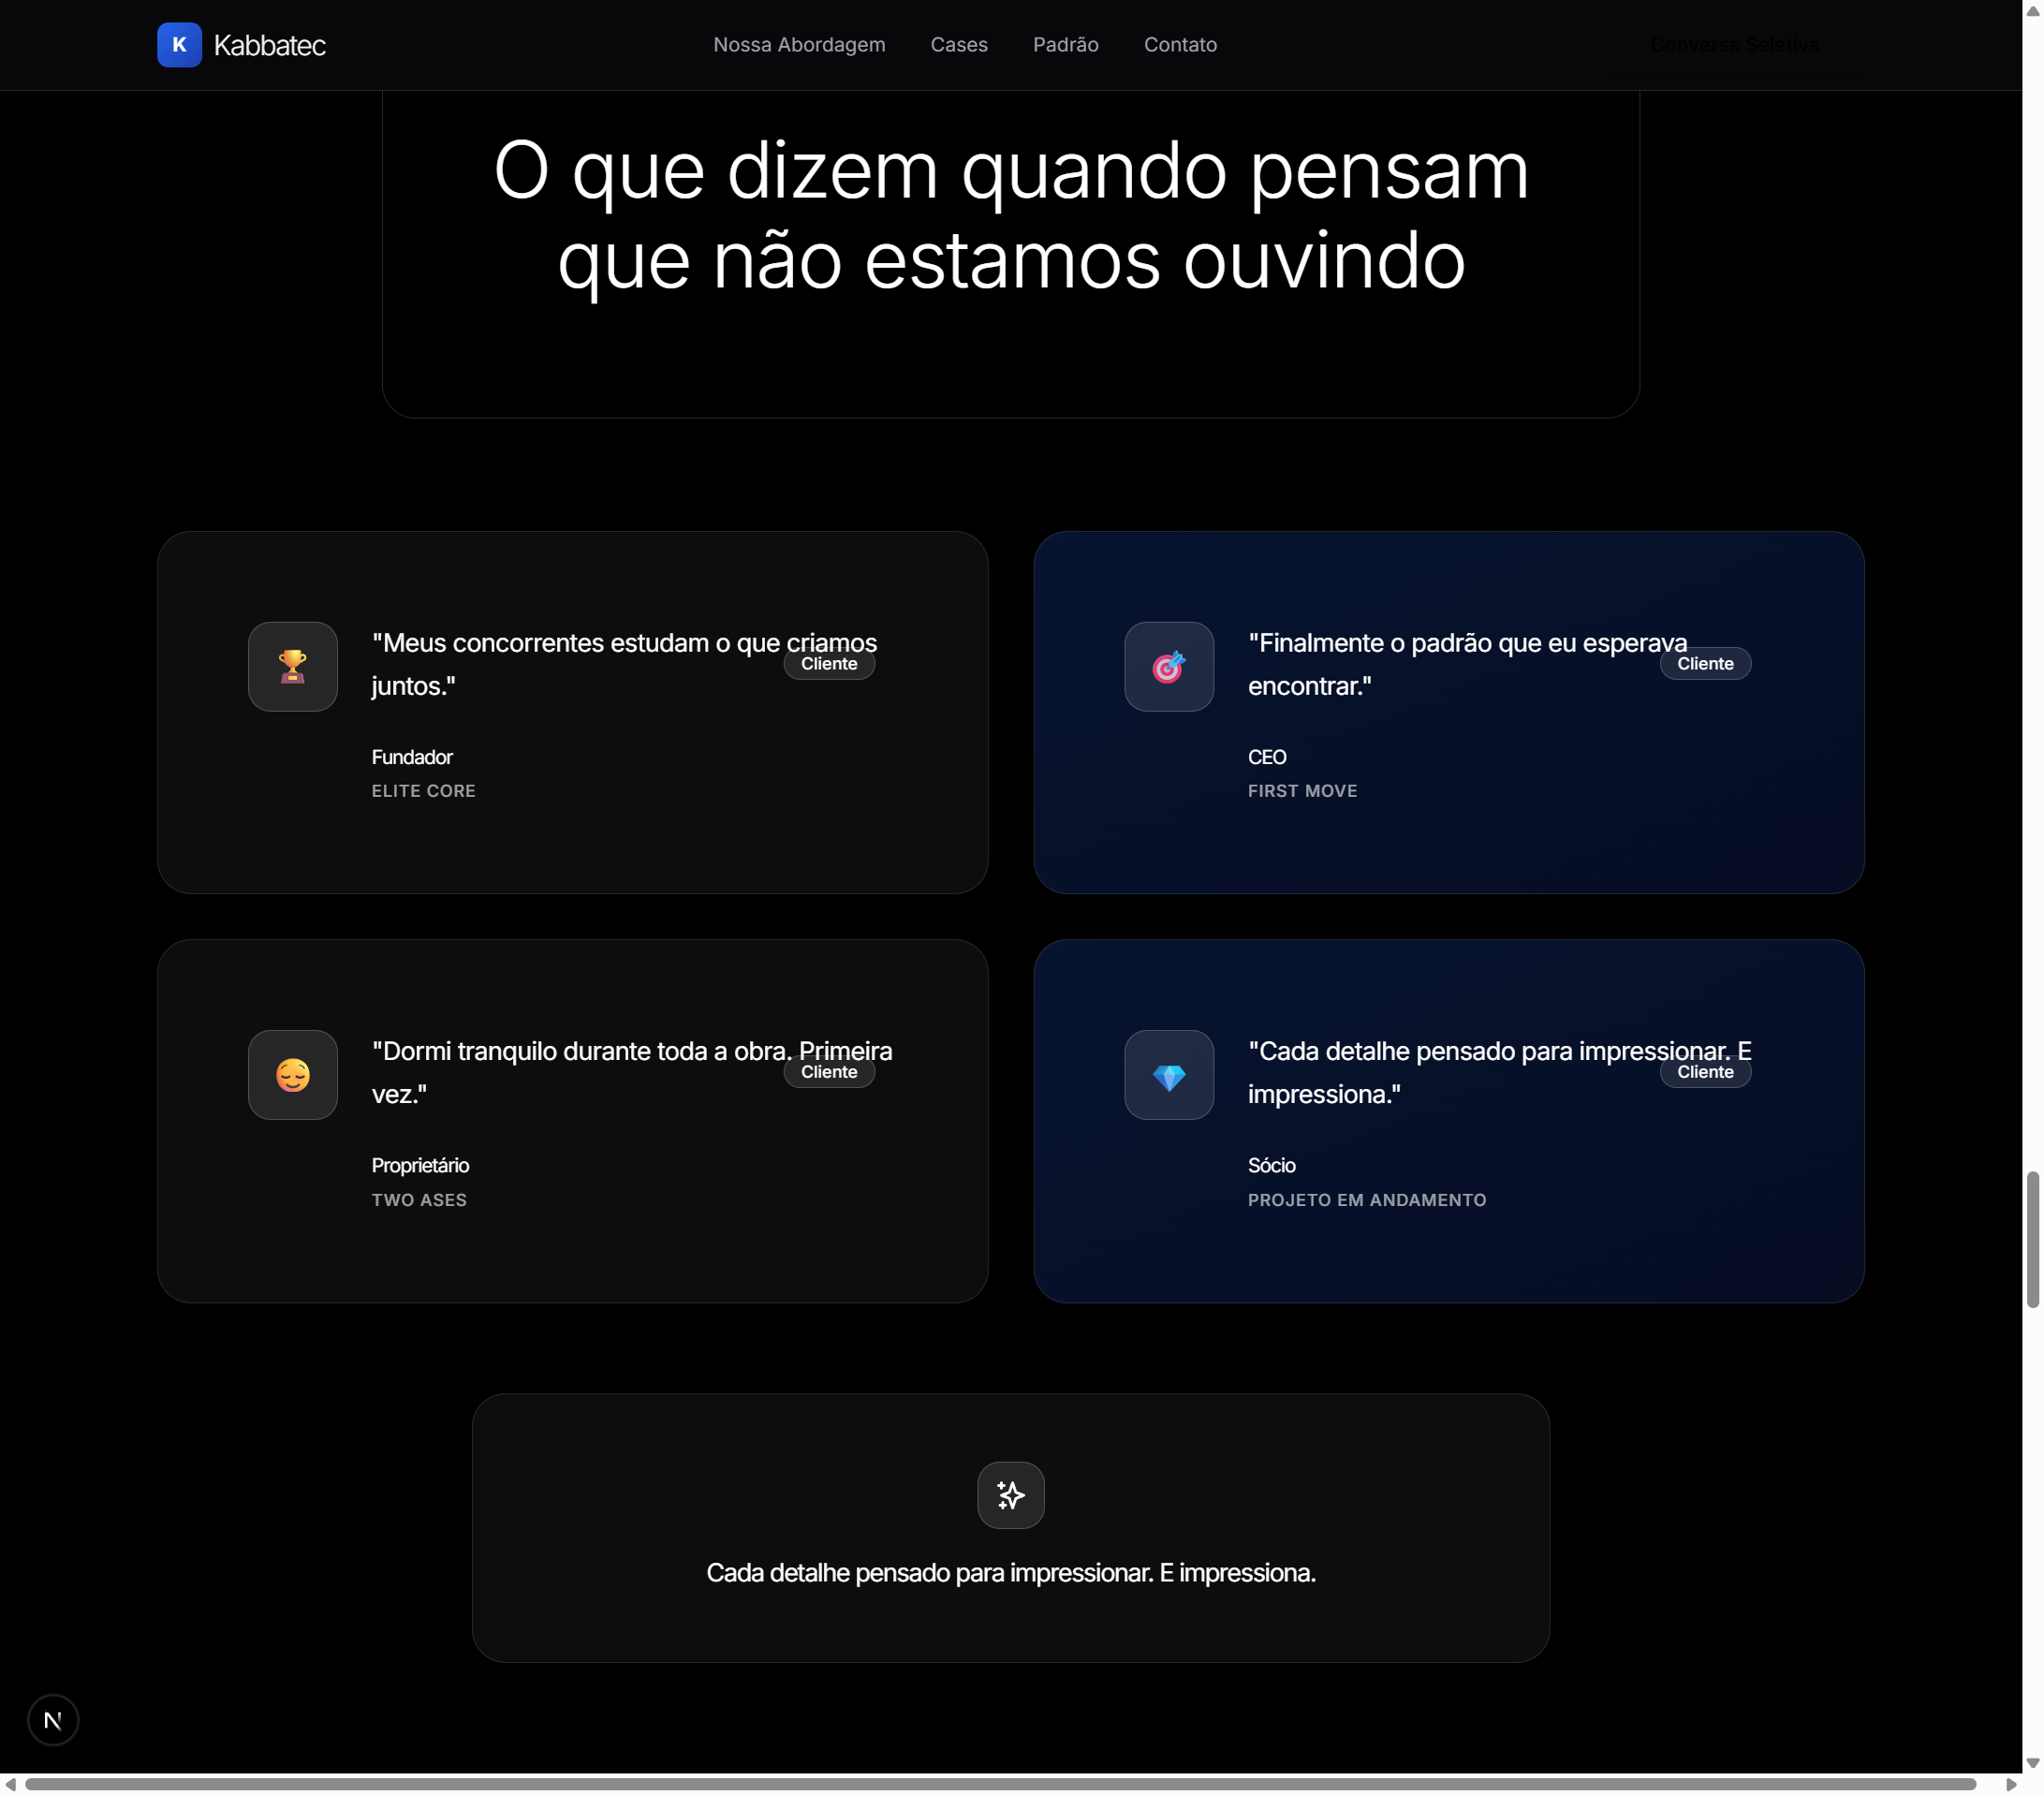 K Kabbatec
Nossa Abordagem
Cases
Padrão
Contato
Conversa Seletiva
O que dizem quando pensam
que não estamos ouvindo
"Meus concorrentes estudam o que criamos
juntos."
Cliente
Fundador
ELITE CORE
"Finalmente o padrão que eu esperava
encontrar."
Cliente
CEO
FIRST MOVE
"Dormi tranquilo durante toda a obra. Primeira
vez."
Cliente
Proprietário
TWO ASES
"Cada detalhe pensado para impressionar. E
impressiona."
Cliente
Sócio
PROJETO EM ANDAMENTO
Cada detalhe pensado para impressionar. E impressiona.
N